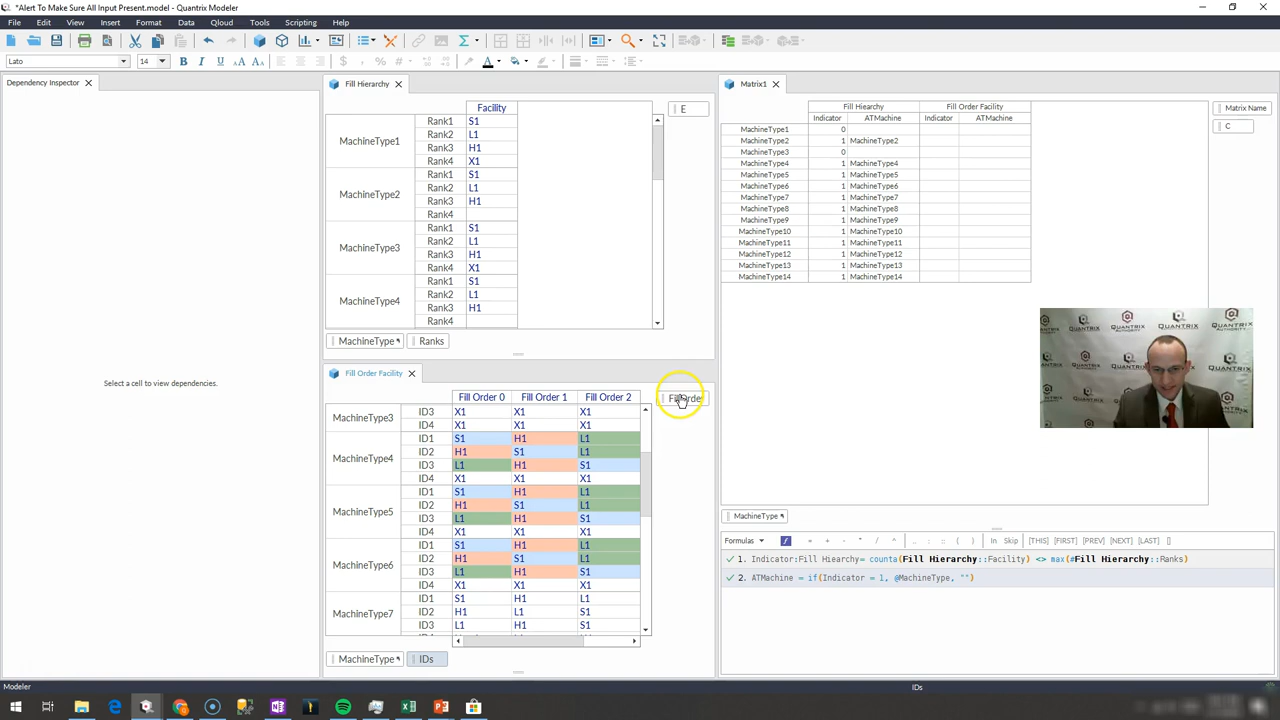 *Alert To Make Sure All Input Present.model - Quantrix Modeler
File Edit View Insert Format Data Qloud Tools Scripting Help
Lato 14
Dependency Inspector
Select a cell to view dependencies.
Fill Hierarchy
Facility
E
MachineType1 Rank1 S1
Rank2 L1
Rank3 H1
Rank4 X1
MachineType2 Rank1 S1
Rank2 L1
Rank3 H1
Rank4
MachineType3 Rank1 S1
Rank2 L1
Rank3 H1
Rank4 X1
MachineType4 Rank1 S1
Rank2 L1
Rank3 H1
Rank4
MachineType Ranks
Fill Order Facility
Fill Order 0 Fill Order 1 Fill Order 2
MachineType3 ID3 X1 X1 X1
ID4 X1 X1 X1
MachineType4 ID1 S1 H1 L1
ID2 H1 S1 L1
ID3 L1 H1 S1
ID4 X1 X1 X1
MachineType5 ID1 S1 H1 L1
ID2 H1 S1 L1
ID3 L1 H1 S1
ID4 X1 X1 X1
MachineType6 ID1 S1 H1 L1
ID2 H1 S1 L1
ID3 L1 H1 S1
ID4 X1 X1 X1
MachineType7 ID1 S1 H1 L1
ID2 H1 L1 S1
ID3 L1 H1 S1
MachineType IDs
Matrix1
Fill Hiearchy Fill Order Facility
Indicator ATMachine Indicator ATMachine
Matrix Name
C
MachineType1 0
MachineType2 1 MachineType2
MachineType3 0
MachineType4 1 MachineType4
MachineType5 1 MachineType5
MachineType6 1 MachineType6
MachineType7 1 MachineType7
MachineType8 1 MachineType8
MachineType9 1 MachineType9
MachineType10 1 MachineType10
MachineType11 1 MachineType11
MachineType12 1 MachineType12
MachineType13 1 MachineType13
MachineType14 1 MachineType14
QUANTRIX AUTHORITY
MachineType
Formulas ƒ + - * / ^ .. : :: ( ) In Skip [THIS] [FIRST] [PREV] [NEXT] [LAST] []
1. Indicator:Fill Hiearchy= counta(Fill Hierarchy::Facility) <> max(#Fill Hierarchy::Ranks)
2. ATMachine = if(Indicator = 1, @MachineType, "")
Modeler IDs